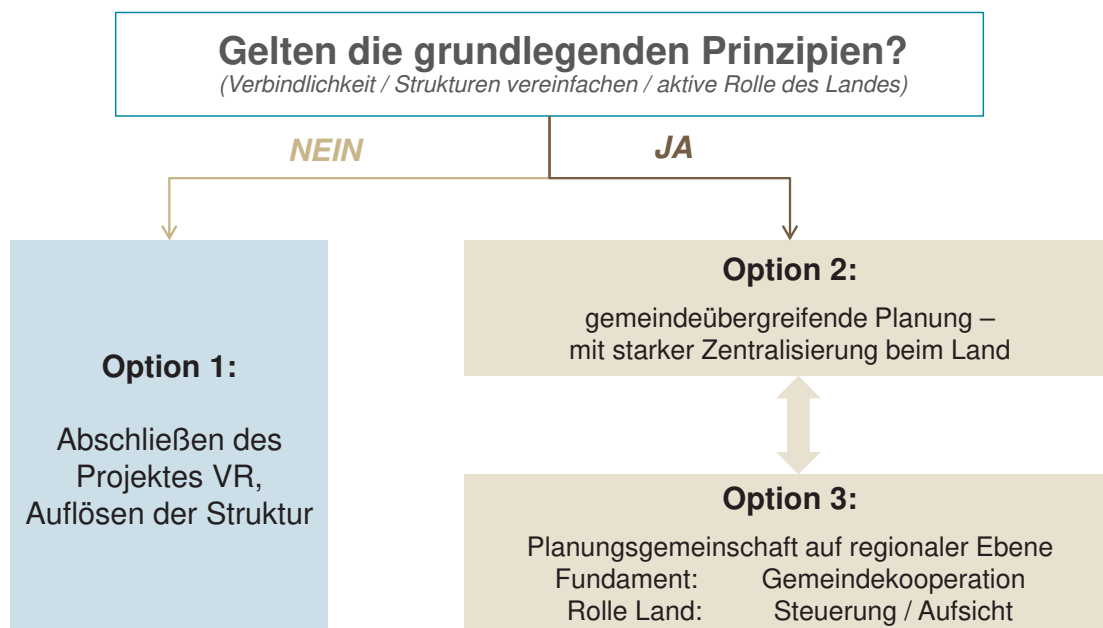 Gelten die grundlegenden Prinzipien?
(Verbindlichkeit / Strukturen vereinfachen / aktive Rolle des Landes)
NEIN
JA
Option 1:
Abschließen des
Projektes VR,
Auflösen der Struktur
Option 2:
gemeindeübergreifende Planung –
mit starker Zentralisierung beim Land
Option 3:
Planungsgemeinschaft auf regionaler Ebene
Fundament: Gemeindekooperation
Rolle Land: Steuerung / Aufsicht